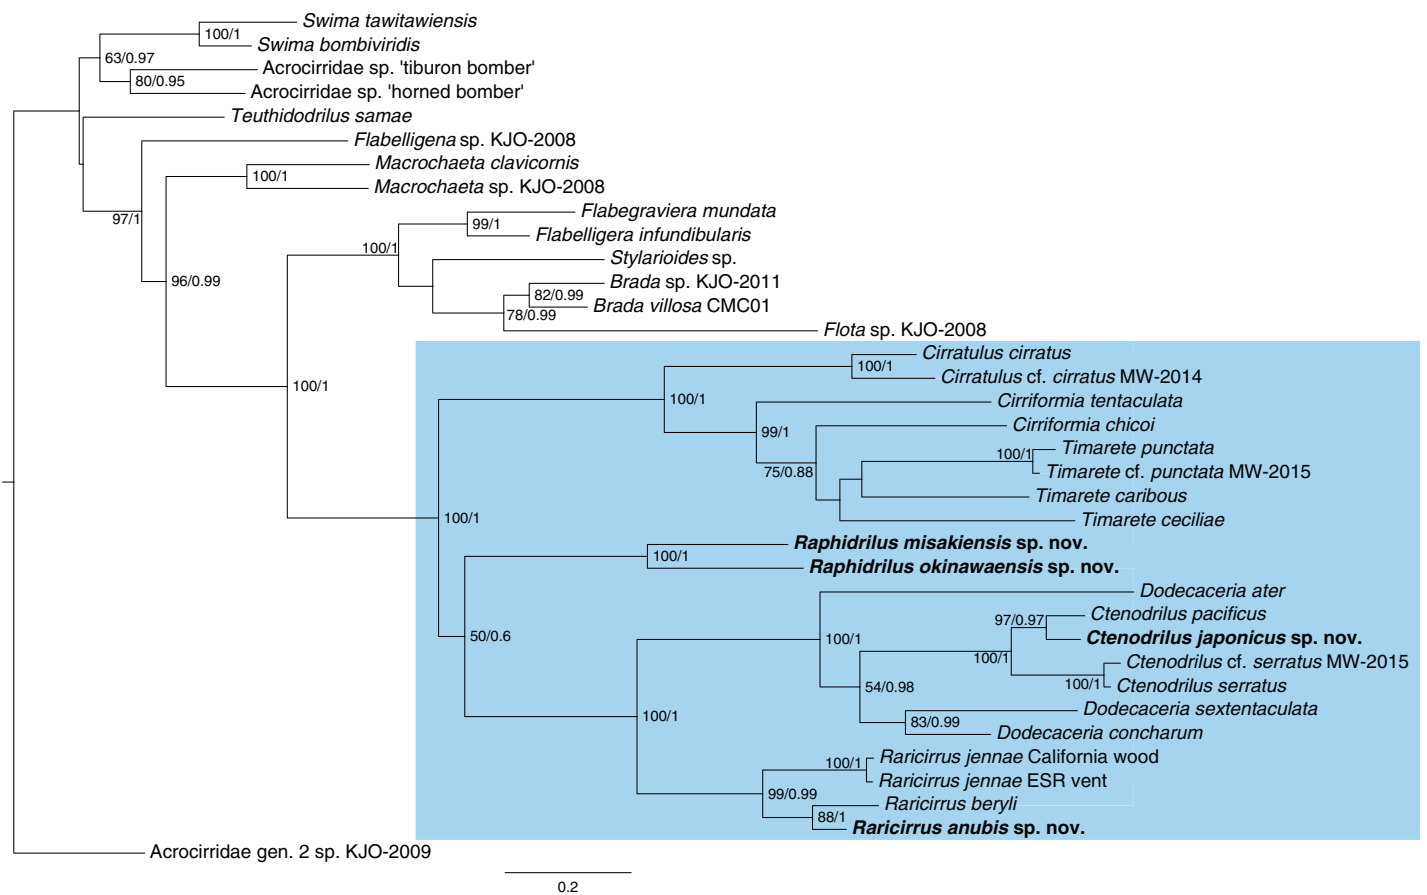 Swima tawitawiensis
100/1
Swima bombiviridis
63/0.97
Acrocirridae sp. 'tiburon bomber'
80/0.95
Acrocirridae sp. 'horned bomber'
Teuthidodrilus samae
Flabelligena sp. KJO-2008
Macrochaeta clavicornis
100/1
Macrochaeta sp. KJO-2008
97/1
Flabegraviera mundata
99/1
Flabelligera infundibularis
100/1
Stylarioides sp.
96/0.99
Brada sp. KJO-2011
82/0.99
Brada villosa CMC01
78/0.99
Flota sp. KJO-2008
Cirratulus cirratus
100/1
Cirratulus cf. cirratus MW-2014
100/1
100/1
Cirriformia tentaculata
99/1
Cirriformia chicoi
Timarete punctata
100/1
75/0.88
Timarete cf. punctata MW-2015
Timarete caribous
100/1
Timarete ceciliae
Raphidrilus misakiensis sp. nov.
100/1
Raphidrilus okinawaensis sp. nov.
Dodecaceria ater
Ctenodrilus pacificus
97/0.97
50/0.6
100/1
Ctenodrilus japonicus sp. nov.
100/1
Ctenodrilus cf. serratus MW-2015
100/1
Ctenodrilus serratus
54/0.98
Dodecaceria sextentaculata
100/1
83/0.99
Dodecaceria concharum
Raricirrus jennae California wood
100/1
Raricirrus jennae ESR vent
99/0.99
Raricirrus beryli
88/1
Raricirrus anubis sp. nov.
Acrocirridae gen. 2 sp. KJO-2009
0.2